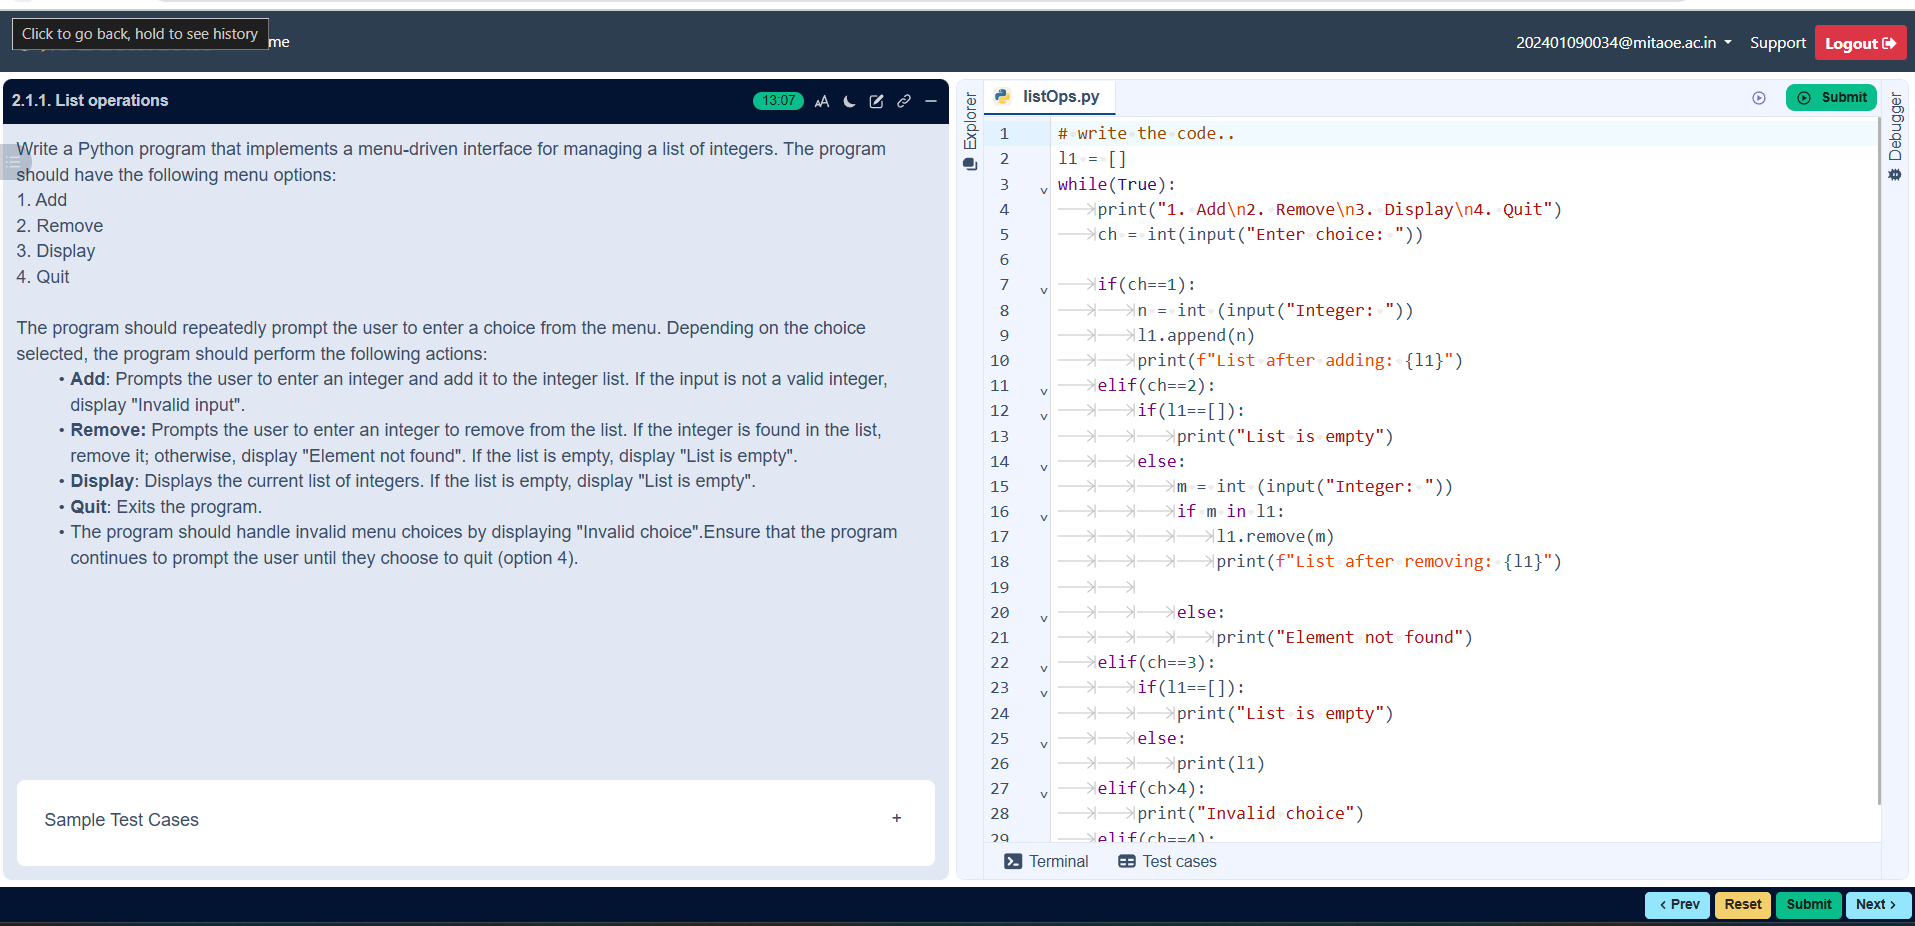 Click to go back, hold to see history
me
202401090034@mitaoe.ac.in
Support
Logout
2.1.1. List operations
13:07
AA
Write a Python program that implements a menu-driven interface for managing a list of integers. The program
should have the following menu options:
1. Add
2. Remove
3. Display
4. Quit
The program should repeatedly prompt the user to enter a choice from the menu. Depending on the choice
selected, the program should perform the following actions:
• Add: Prompts the user to enter an integer and add it to the integer list. If the input is not a valid integer,
display "Invalid input".
• Remove: Prompts the user to enter an integer to remove from the list. If the integer is found in the list,
remove it; otherwise, display "Element not found". If the list is empty, display "List is empty".
• Display: Displays the current list of integers. If the list is empty, display "List is empty".
• Quit: Exits the program.
• The program should handle invalid menu choices by displaying "Invalid choice".Ensure that the program
continues to prompt the user until they choose to quit (option 4).
Sample Test Cases
+
Explorer
listOps.py
Submit
Debugger
1 # write the code..
2 l1 = []
3 while(True):
4 print("1. Add\n2. Remove\n3. Display\n4. Quit")
5 ch = int(input("Enter choice: "))
6
7 if(ch==1):
8 n = int (input("Integer: "))
9 l1.append(n)
10 print(f"List after adding: {l1}")
11 elif(ch==2):
12 if(l1==[]):
13 print("List is empty")
14 else:
15 m = int (input("Integer: "))
16 if m in l1:
17 l1.remove(m)
18 print(f"List after removing: {l1}")
19
20 else:
21 print("Element not found")
22 elif(ch==3):
23 if(l1==[]):
24 print("List is empty")
25 else:
26 print(l1)
27 elif(ch>4):
28 print("Invalid choice")
29 elif(ch==4):
Terminal
Test cases
< Prev
Reset
Submit
Next >